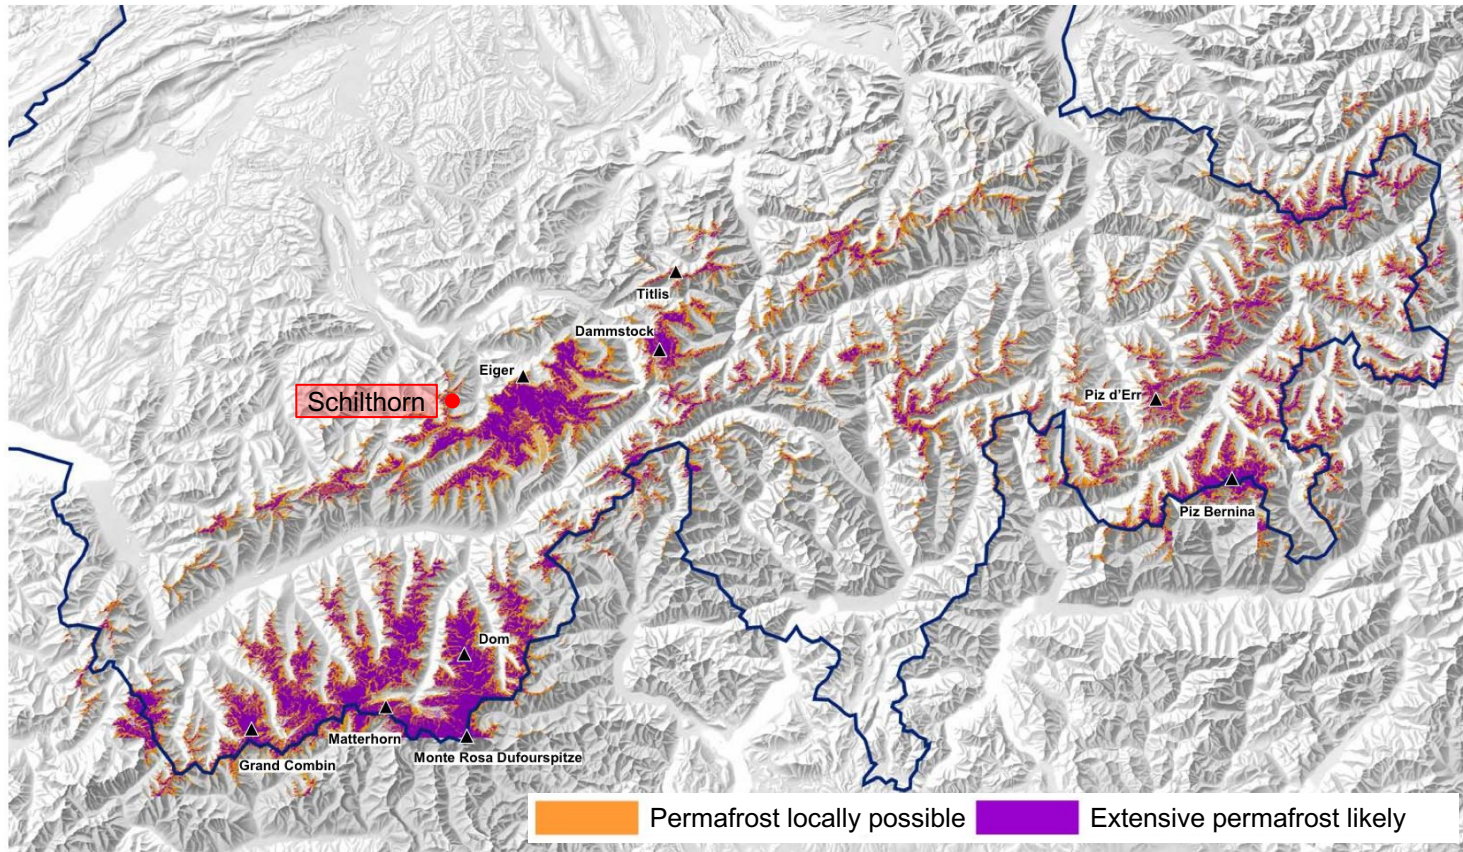 Titlis
Dammstock
Eiger
Schilthorn
Piz d'Err
Piz Bernina
Dom
Matterhorn
Grand Combin
Monte Rosa Dufourspitze
Permafrost locally possible
Extensive permafrost likely